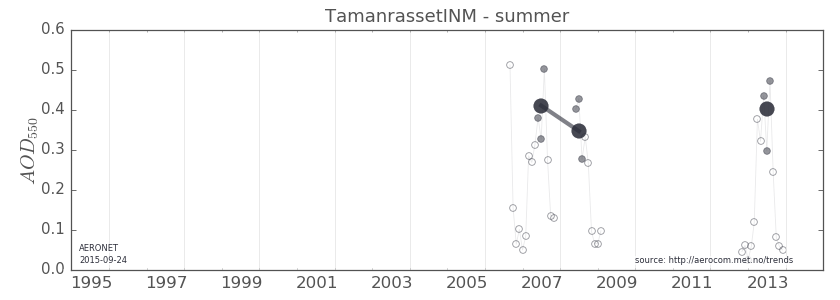 TamanrassetINM - summer
0.6
0.5
0.4
0.3
0.2
0.1
0.0
AOD550
AERONET
2015-09-24
source: http://aerocom.met.no/trends
1995 1997 1999 2001 2003 2005 2007 2009 2011 2013